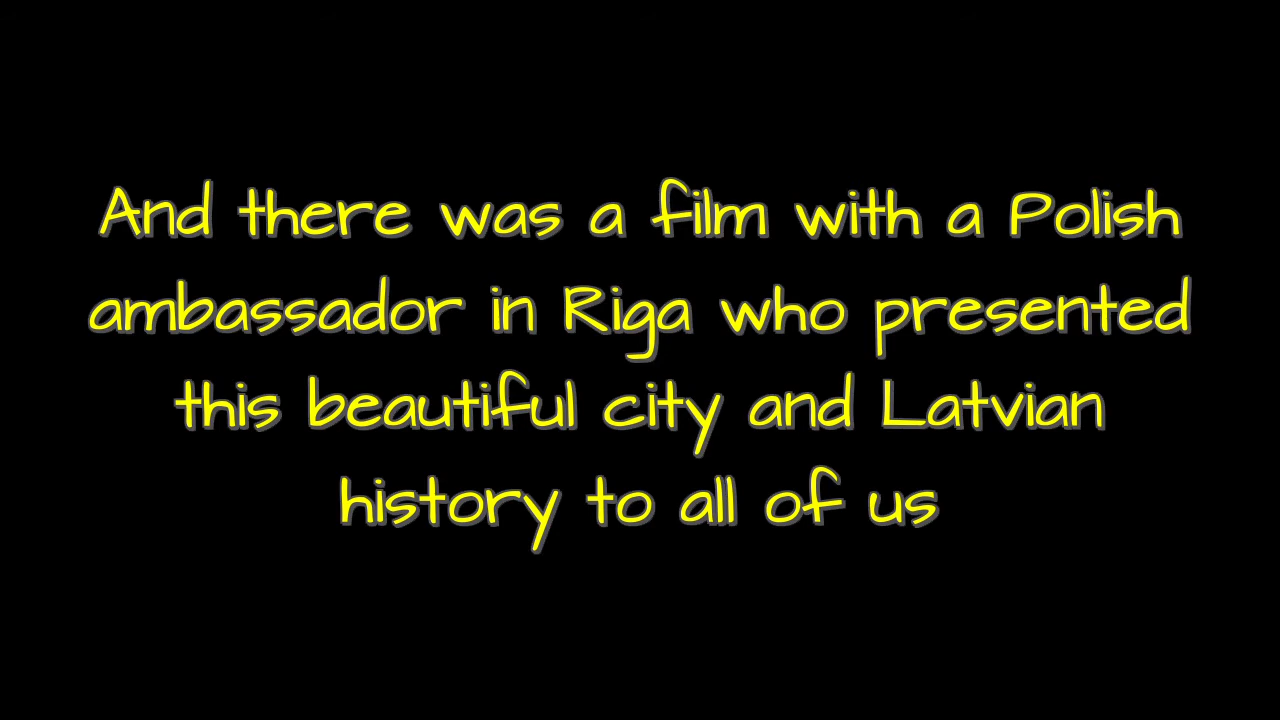 And there was a film with a Polish
ambassador in Riga who presented
this beautiful city and Latvian
history to all of us